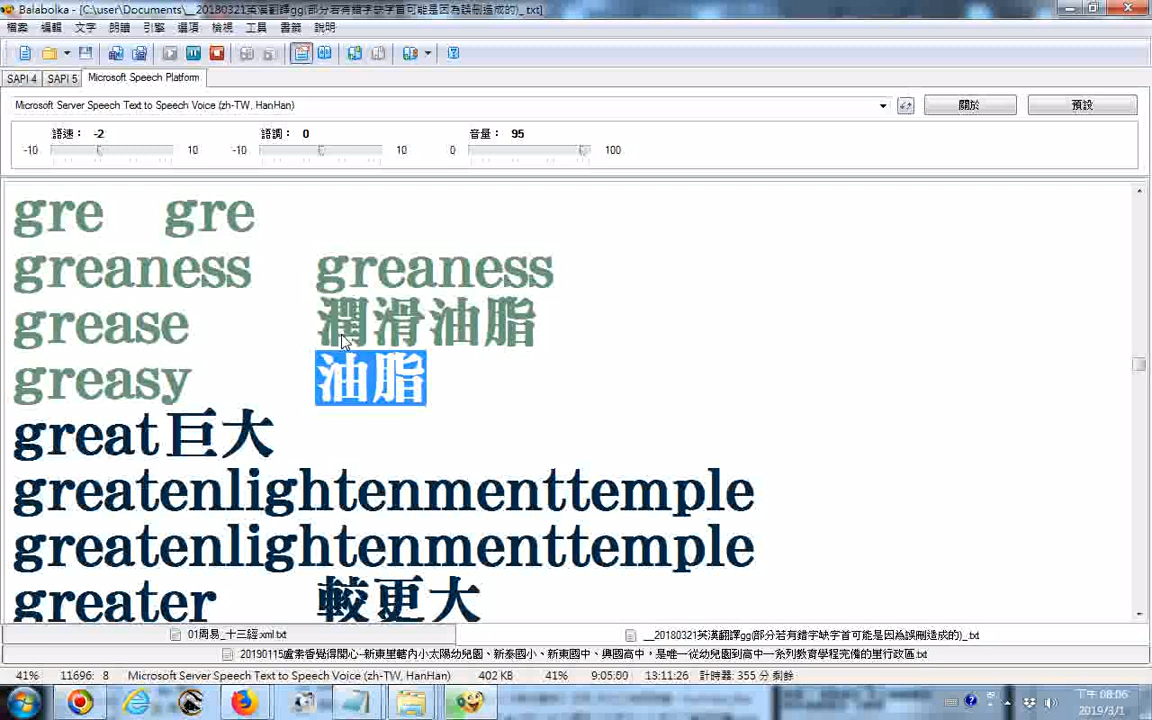 Balabolka - [C:\user\Documents\__20180321英漢翻譯gg(部分若有錯字缺字首可能是因為誤刪造成的)_.txt]
檔案 編輯 文字 朗讀 引擎 選項 檢視 工具 書籤 說明
SAPI 4 SAPI 5 Microsoft Speech Platform
Microsoft Server Speech Text to Speech Voice (zh-TW, HanHan) 關於 預設
語速： -2 語調： 0 音量： 95
-10 10 -10 10 0 100
gre gre
greaness greaness
grease 潤滑油脂
greasy 油脂
great巨大
greatenlightenmenttemple
greatenlightenmenttemple
greater 較更大
01周易_十三經.xml.txt __20180321英漢翻譯gg(部分若有錯字缺字首可能是因為誤刪造成的)_.txt
20190115盧素香覺得開心-新東里轄內小太陽幼兒園、新泰國小、新東國中、興國高中，是唯一從幼兒園到高中一系列教育學程完備的里行政區.txt
41% 11696: 8 Microsoft Server Speech Text to Speech Voice (zh-TW, HanHan) 402 KB 41% 9:05:80 13:11:26 計時器: 355 分 剩餘
下午 08:06
2019/3/1